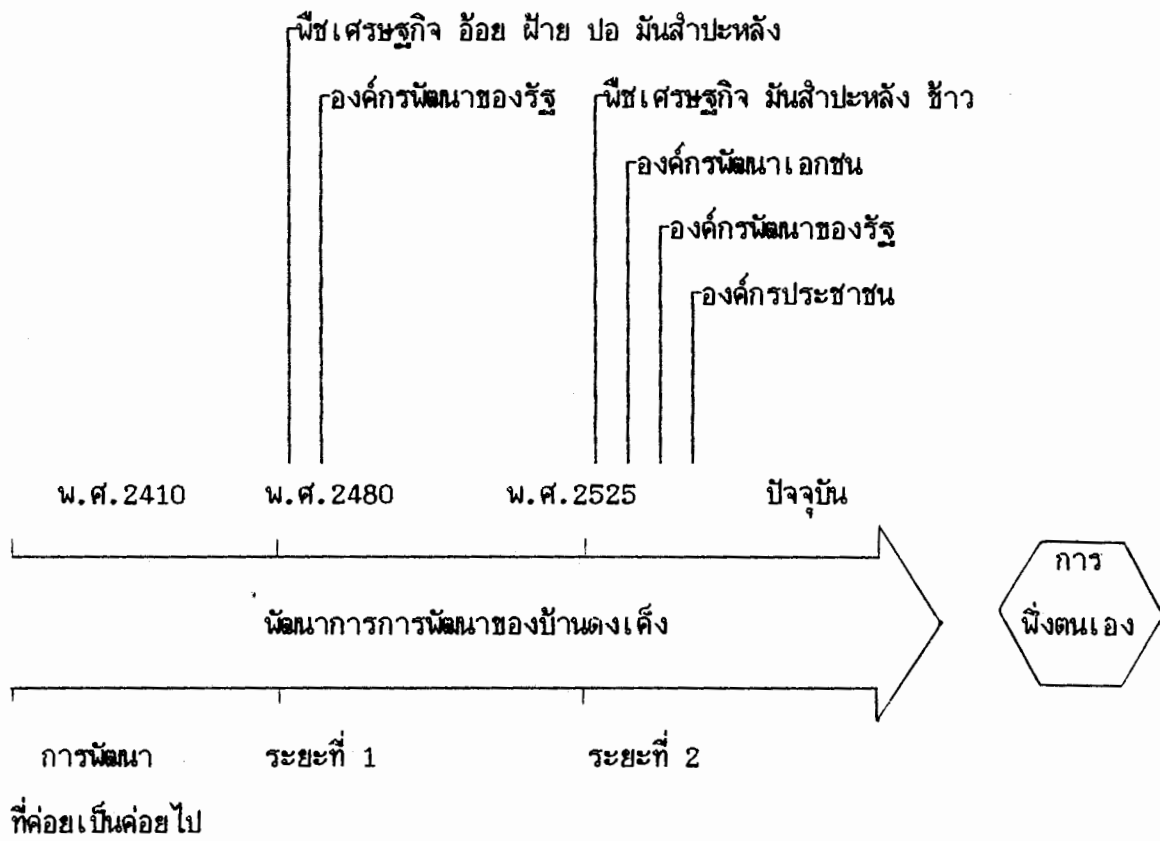 พืชเศรษฐกิจ อ้อย ฝ้าย ปอ มันสำปะหลัง
องค์กรพัฒนาของรัฐ
พืชเศรษฐกิจ มันสำปะหลัง ข้าว
องค์กรพัฒนาเอกชน
องค์กรพัฒนาของรัฐ
องค์กรประชาชน
พ.ศ.2410 พ.ศ.2480 พ.ศ.2525 ปัจจุบัน
การ
พัฒนาการการพัฒนาของบ้านดงเค็ง
พึ่งตนเอง
การพัฒนา ระยะที่ 1 ระยะที่ 2
ที่ค่อยเป็นค่อยไป